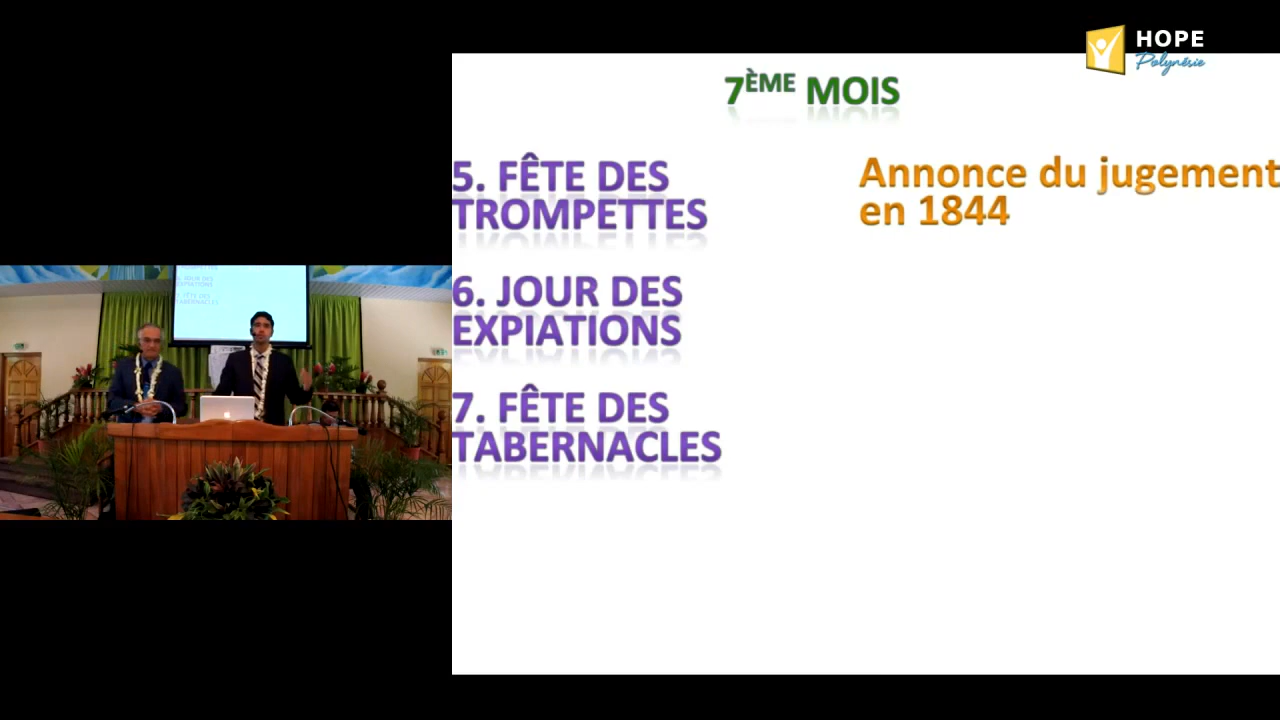 HOPE
Polynésie
7ÈME MOIS
5. FÊTE DES
TROMPETTES
Annonce du jugement
en 1844
6. JOUR DES
EXPIATIONS
7. FÊTE DES
TABERNACLES